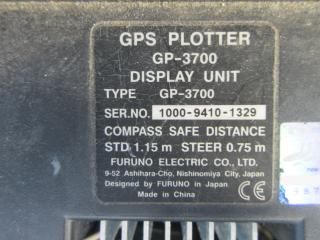 GPS PLOTTER
GP-3700
DISPLAY UNIT
TYPE GP-3700
SER.NO. 1000-9410-1329
COMPASS SAFE DISTANCE
STD 1.15 m STEER 0.75 m
FURUNO ELECTRIC CO., LTD.
9-52 Ashihara-Cho, Nishinomiya City, Japan
Designed by FURUNO in Japan
Made in China
CE